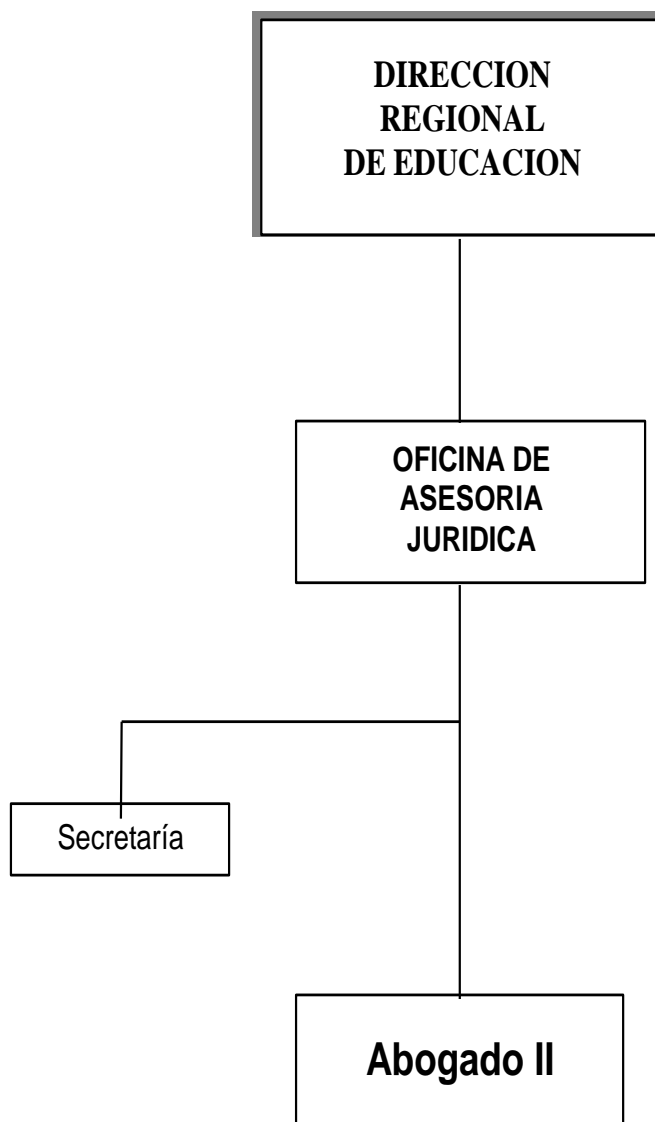 DIRECCION
REGIONAL
DE EDUCACION
OFICINA DE
ASESORIA
JURIDICA
Secretaría
Abogado II